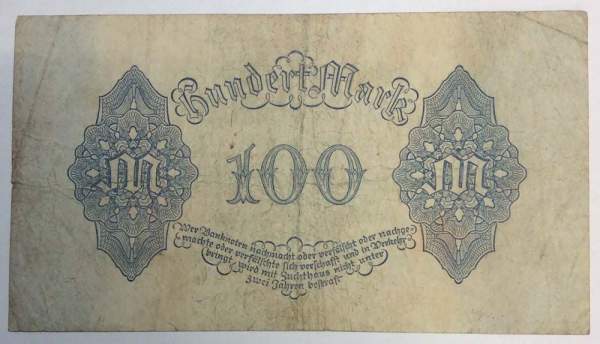 Hundert Mark
M 100 M
Wer Banknoten nachmacht oder verfälscht oder nachge-
machte oder verfälschte sich verschafft und in Verkehr
bringt, wird mit Zuchthaus nicht unter
zwei Jahren bestraft